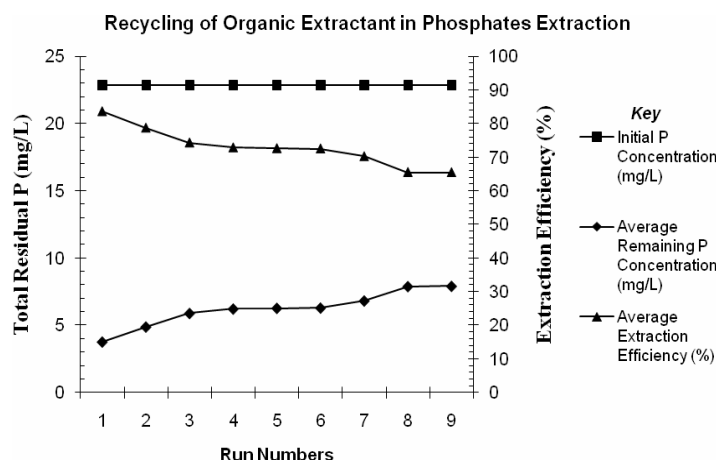 Recycling of Organic Extractant in Phosphates Extraction
Total Residual P (mg/L)
25
20
15
10
5
0
1 2 3 4 5 6 7 8 9
Run Numbers
100
90
80
70
60
50
40
30
20
10
0
Extraction Efficiency (%)
Key
Initial P
Concentration
(mg/L)
Average
Remaining P
Concentration
(mg/L)
Average
Extraction
Efficiency (%)